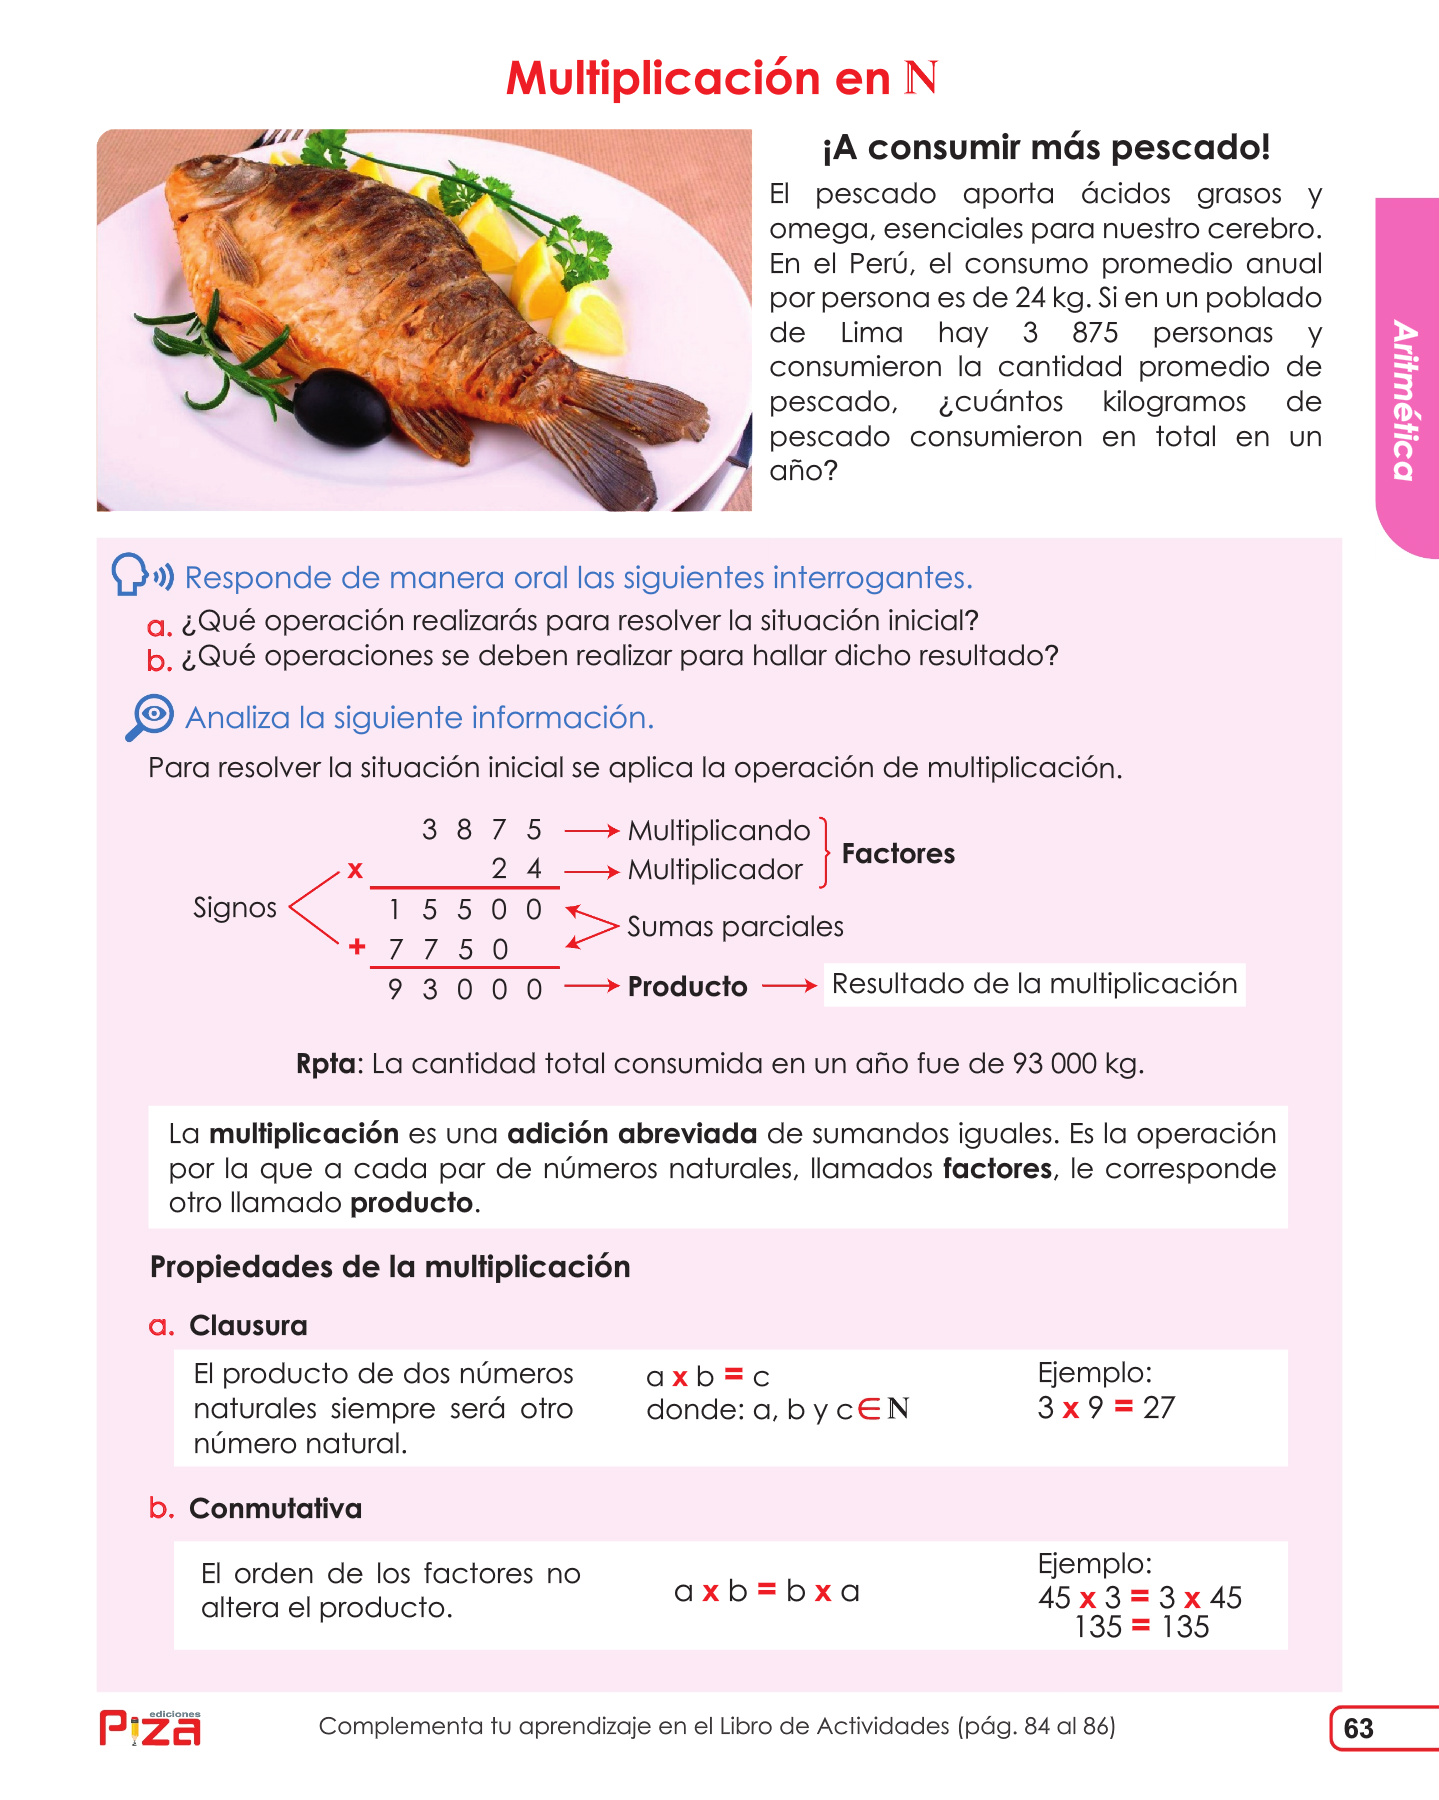 Multiplicación en ℕ
¡A consumir más pescado!
El pescado aporta ácidos grasos y
omega, esenciales para nuestro cerebro.
En el Perú, el consumo promedio anual
por persona es de 24 kg. Si en un poblado
de Lima hay 3 875 personas y
consumieron la cantidad promedio de
pescado, ¿cuántos kilogramos de
pescado consumieron en total en un
año?
Aritmética
Responde de manera oral las siguientes interrogantes.
a. ¿Qué operación realizarás para resolver la situación inicial?
b. ¿Qué operaciones se deben realizar para hallar dicho resultado?
Analiza la siguiente información.
Para resolver la situación inicial se aplica la operación de multiplicación.
3 8 7 5 Multiplicando
x 2 4 Multiplicador
Factores
Signos
1 5 5 0 0
Sumas parciales
+ 7 7 5 0
9 3 0 0 0 Producto Resultado de la multiplicación
Rpta: La cantidad total consumida en un año fue de 93 000 kg.
La multiplicación es una adición abreviada de sumandos iguales. Es la operación
por la que a cada par de números naturales, llamados factores, le corresponde
otro llamado producto.
Propiedades de la multiplicación
a. Clausura
El producto de dos números
naturales siempre será otro
número natural.
a x b = c
donde: a, b y c ∈ ℕ
Ejemplo:
3 x 9 = 27
b. Conmutativa
El orden de los factores no
altera el producto.
a x b = b x a
Ejemplo:
45 x 3 = 3 x 45
135 = 135
ediciones
Piza
Complementa tu aprendizaje en el Libro de Actividades (pág. 84 al 86)
63